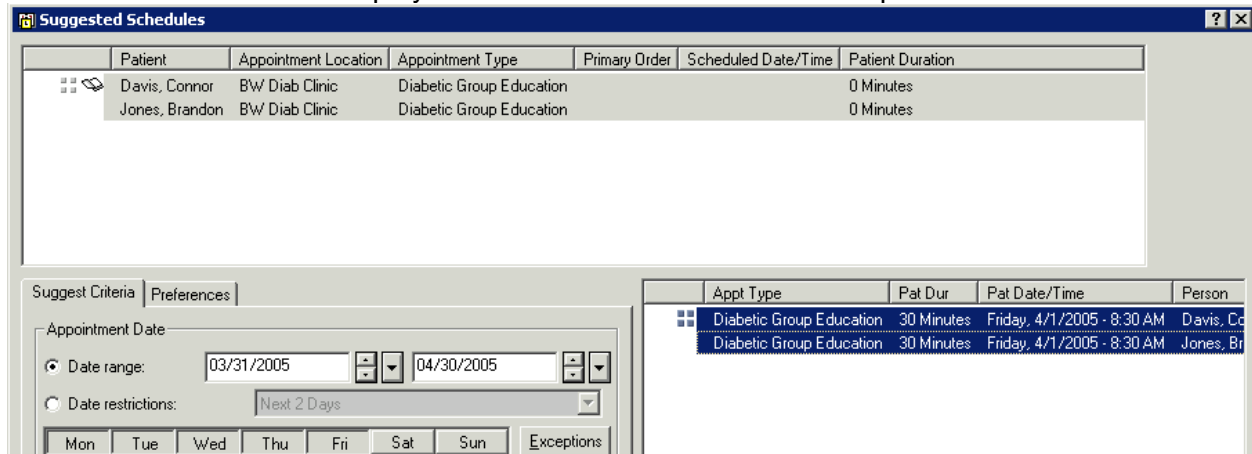 Suggested Schedules
Patient Appointment Location Appointment Type Primary Order Scheduled Date/Time Patient Duration
Davis, Connor BW Diab Clinic Diabetic Group Education 0 Minutes
Jones, Brandon BW Diab Clinic Diabetic Group Education 0 Minutes
Suggest Criteria Preferences
Appointment Date
Date range: 03/31/2005 04/30/2005
Date restrictions: Next 2 Days
Mon Tue Wed Thu Fri Sat Sun Exceptions
Appt Type Pat Dur Pat Date/Time Person
Diabetic Group Education 30 Minutes Friday, 4/1/2005 - 8:30 AM Davis, Co
Diabetic Group Education 30 Minutes Friday, 4/1/2005 - 8:30 AM Jones, Br